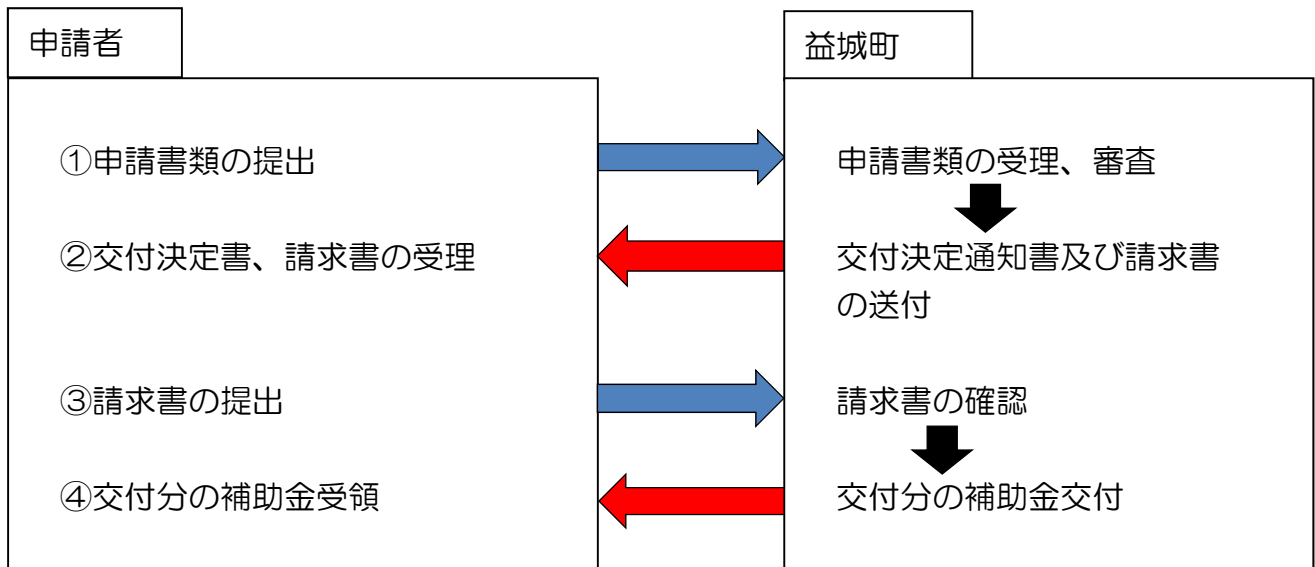 申請者
益城町
①申請書類の提出
申請書類の受理、審査
②交付決定書、請求書の受理
交付決定通知書及び請求書
の送付
③請求書の提出
請求書の確認
④交付分の補助金受領
交付分の補助金交付